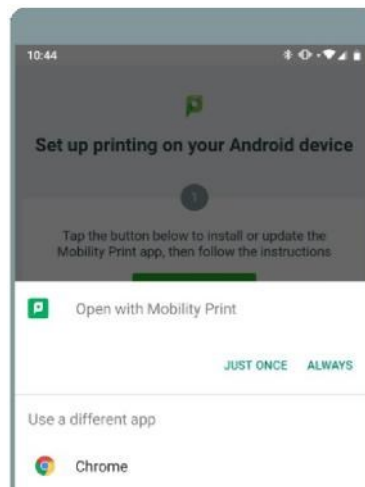 10:44
Set up printing on your Android device
1
Tap the button below to install or update the
Mobility Print app, then follow the instructions
Open with Mobility Print
JUST ONCE ALWAYS
Use a different app
Chrome